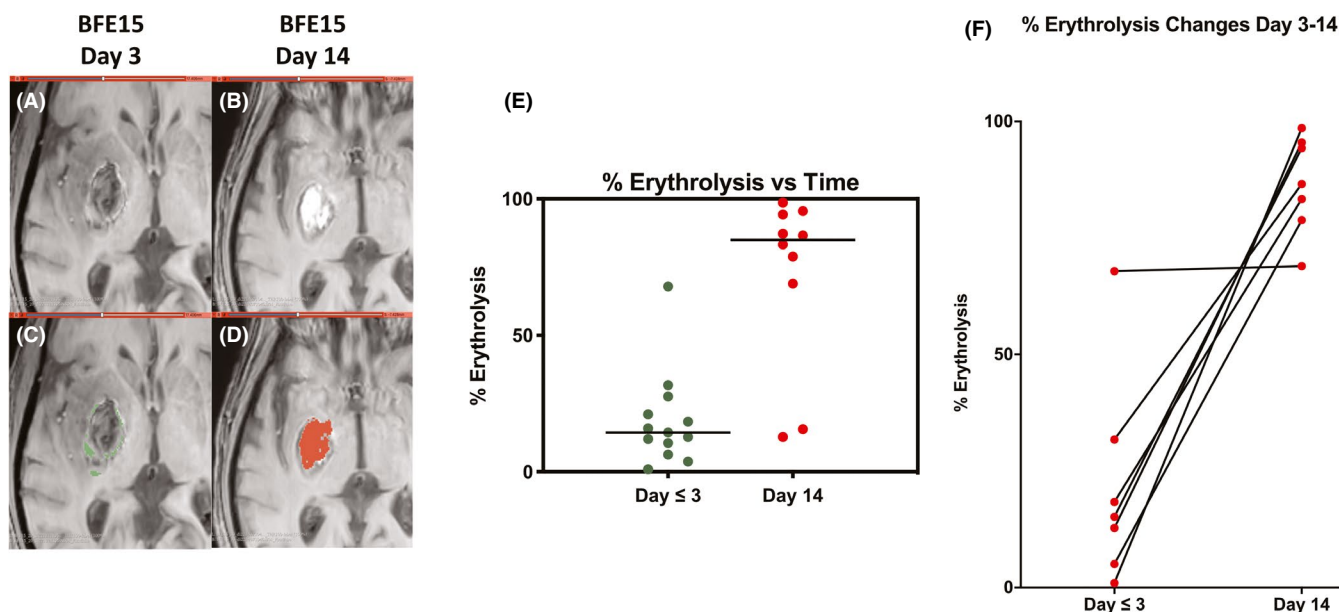 BFE15
Day 3
BFE15
Day 14
(A)
(B)
(C)
(D)
(E)
% Erythrolysis vs Time
100
50
0
% Erythrolysis
Day ≤ 3
Day 14
(F)
% Erythrolysis Changes Day 3-14
100
50
0
% Erythrolysis
Day ≤ 3
Day 14